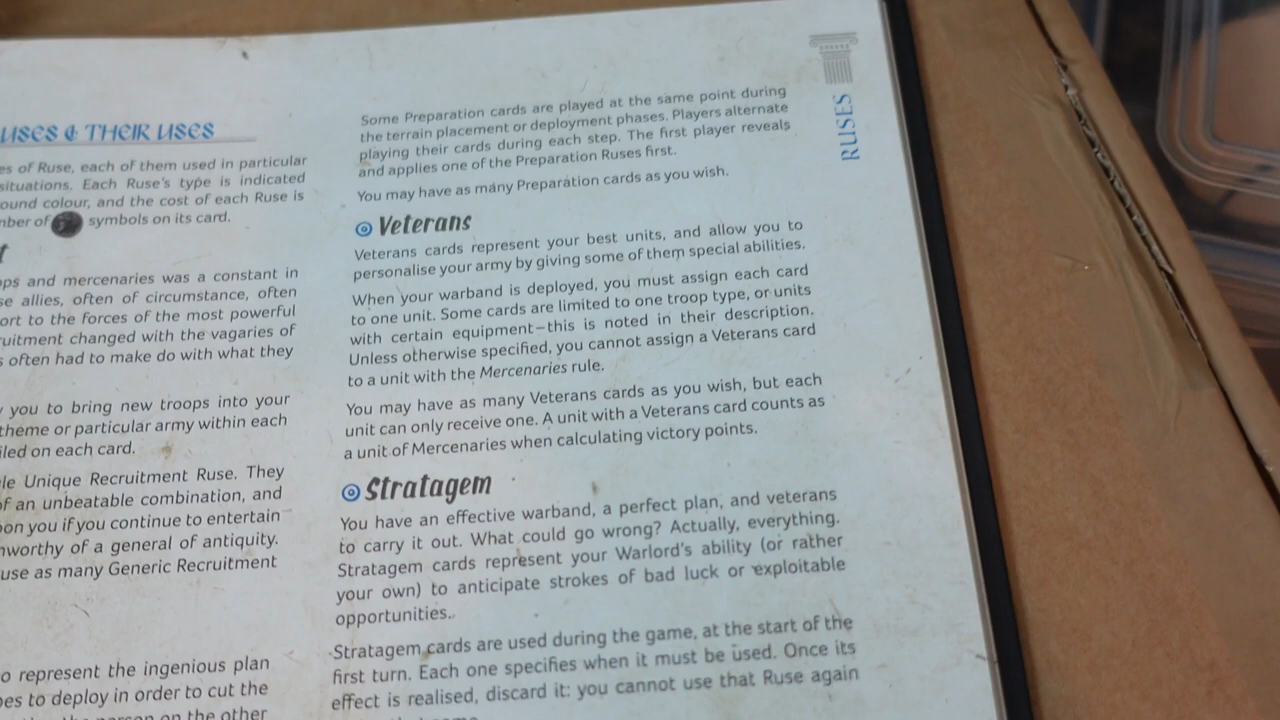 USES & THEIR USES
es of Ruse, each of them used in particular
situations. Each Ruse's type is indicated
ound colour, and the cost of each Ruse is
nber of symbols on its card.
t
ops and mercenaries was a constant in
se allies, often of circumstance, often
ort to the forces of the most powerful
ruitment changed with the vagaries of
s often had to make do with what they
y you to bring new troops into your
theme or particular army within each
iled on each card.
le Unique Recruitment Ruse. They
of an unbeatable combination, and
pon you if you continue to entertain
nworthy of a general of antiquity.
use as many Generic Recruitment
o represent the ingenious plan
pes to deploy in order to cut the
the person on the other
Some Preparation cards are played at the same point during
the terrain placement or deployment phases. Players alternate
playing their cards during each step. The first player reveals
and applies one of the Preparation Ruses first.
You may have as many Preparation cards as you wish.
Veterans
Veterans cards represent your best units, and allow you to
personalise your army by giving some of them special abilities.
When your warband is deployed, you must assign each card
to one unit. Some cards are limited to one troop type, or units
with certain equipment—this is noted in their description.
Unless otherwise specified, you cannot assign a Veterans card
to a unit with the Mercenaries rule.
You may have as many Veterans cards as you wish, but each
unit can only receive one. A unit with a Veterans card counts as
a unit of Mercenaries when calculating victory points.
Stratagem
You have an effective warband, a perfect plan, and veterans
to carry it out. What could go wrong? Actually, everything.
Stratagem cards represent your Warlord's ability (or rather
your own) to anticipate strokes of bad luck or exploitable
opportunities.
Stratagem cards are used during the game, at the start of the
first turn. Each one specifies when it must be used. Once its
effect is realised, discard it: you cannot use that Ruse again
RUSES